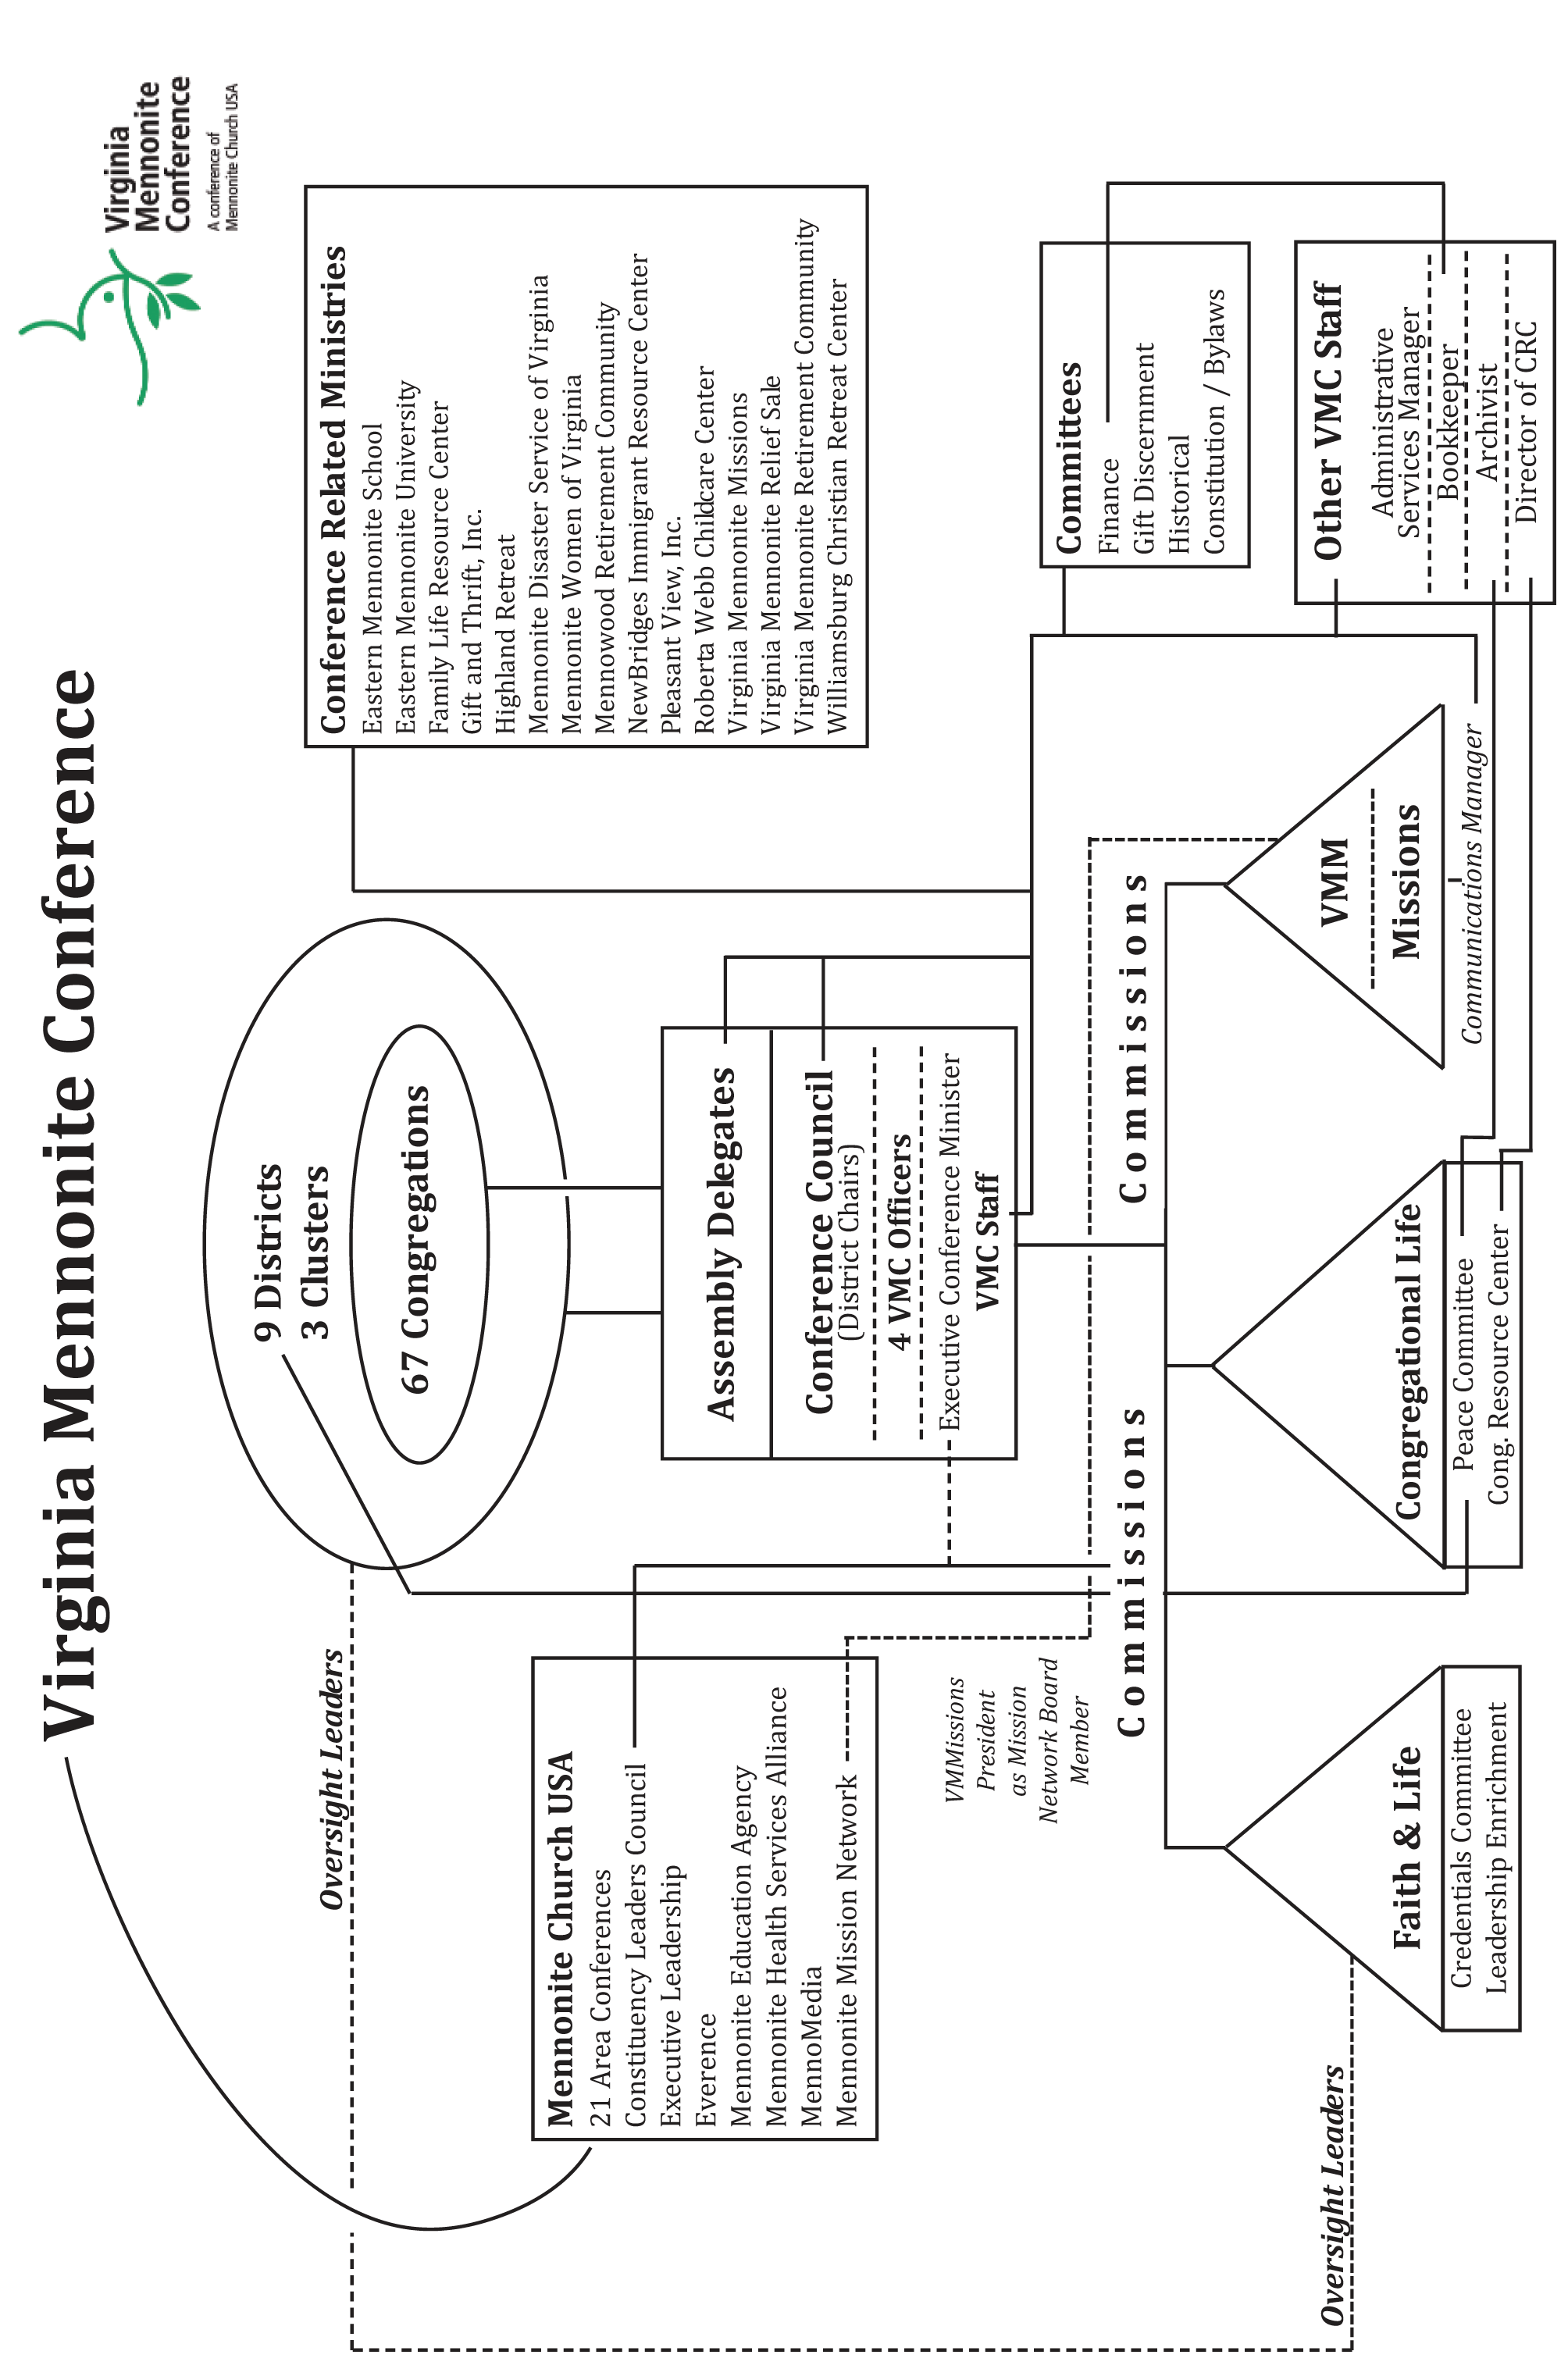 Virginia Mennonite Conference
Virginia
Mennonite
Conference
A conference of
Mennonite Church USA
Oversight Leaders
9 Districts
3 Clusters
67 Congregations
Conference Related Ministries
Eastern Mennonite School
Eastern Mennonite University
Family Life Resource Center
Gift and Thrift, Inc.
Highland Retreat
Mennonite Disaster Service of Virginia
Mennonite Women of Virginia
Mennowood Retirement Community
NewBridges Immigrant Resource Center
Pleasant View, Inc.
Roberta Webb Childcare Center
Virginia Mennonite Missions
Virginia Mennonite Relief Sale
Virginia Mennonite Retirement Community
Williamsburg Christian Retreat Center
Mennonite Church USA
21 Area Conferences
Constituency Leaders Council
Executive Leadership
Everence
Mennonite Education Agency
Mennonite Health Services Alliance
MennoMedia
Mennonite Mission Network
Assembly Delegates
Conference Council
(District Chairs)
4 VMC Officers
Executive Conference Minister
VMC Staff
VMMissions
President
as Mission
Network Board
Member
Commissions
Commissions
Committees
Finance
Gift Discernment
Historical
Constitution / Bylaws
Oversight Leaders
Faith & Life
Credentials Committee
Leadership Enrichment
Congregational Life
Peace Committee
Cong. Resource Center
VMM
Missions
Communications Manager
Other VMC Staff
Administrative
Services Manager
Bookkeeper
Archivist
Director of CRC